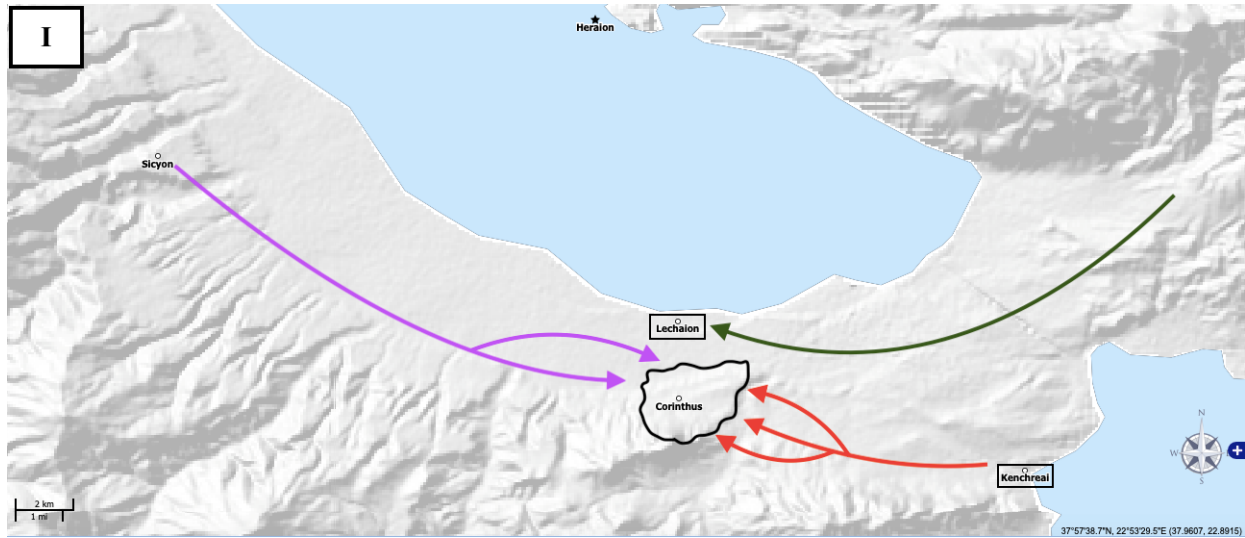 I
Heraion
Sicyon
Lechaion
Corinthus
Kenchreai
N
W
S
2 km
1 mi
37°57'38.7"N, 22°53'29.5"E (37.9607, 22.8915)